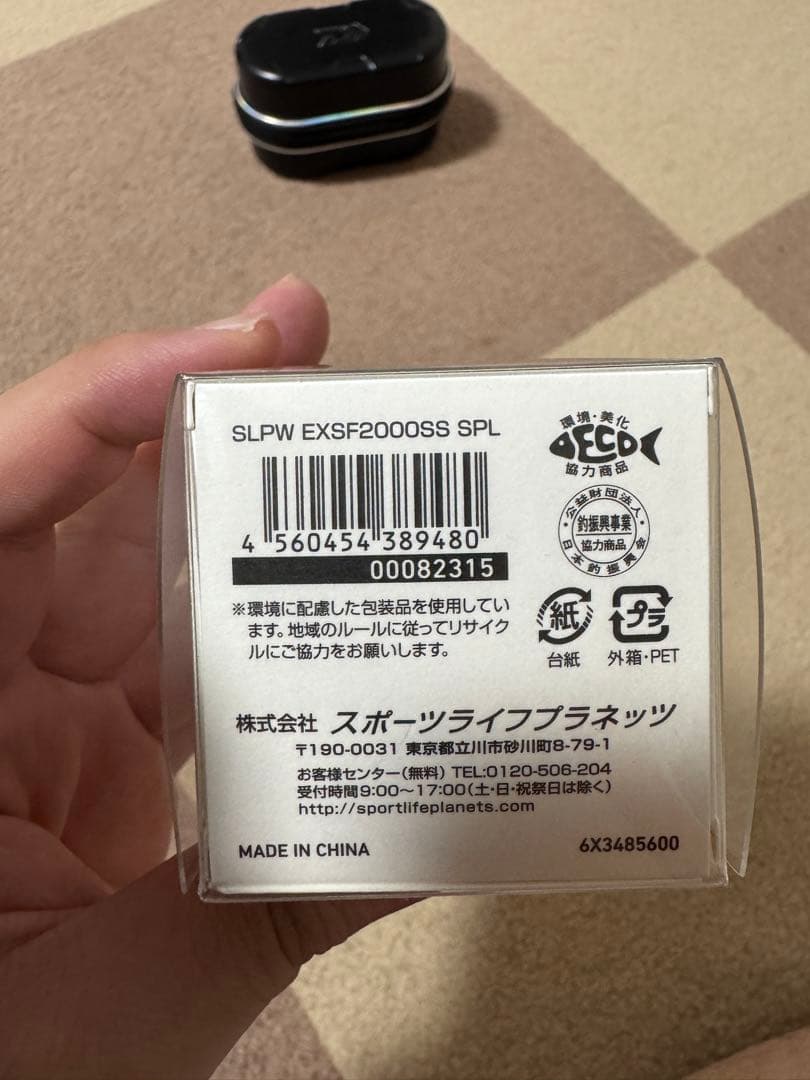 SLPW EXSF2000SS SPL
4 560454 389480
00082315
※環境に配慮した包装品を使用してい
ます。地域のルールに従ってリサイク
ルにご協力をお願いします。
環境・美化
ECO
協力商品
・公益財団法人・
釣振興事業
協力商品
日本釣振興会
紙
台紙
プラ
外箱・PET
株式会社 スポーツライフプラネッツ
〒190-0031 東京都立川市砂川町8-79-1
お客様センター(無料) TEL:0120-506-204
受付時間9:00〜17:00(土・日・祝祭日は除く)
http://sportlifeplanets.com
MADE IN CHINA
6X3485600